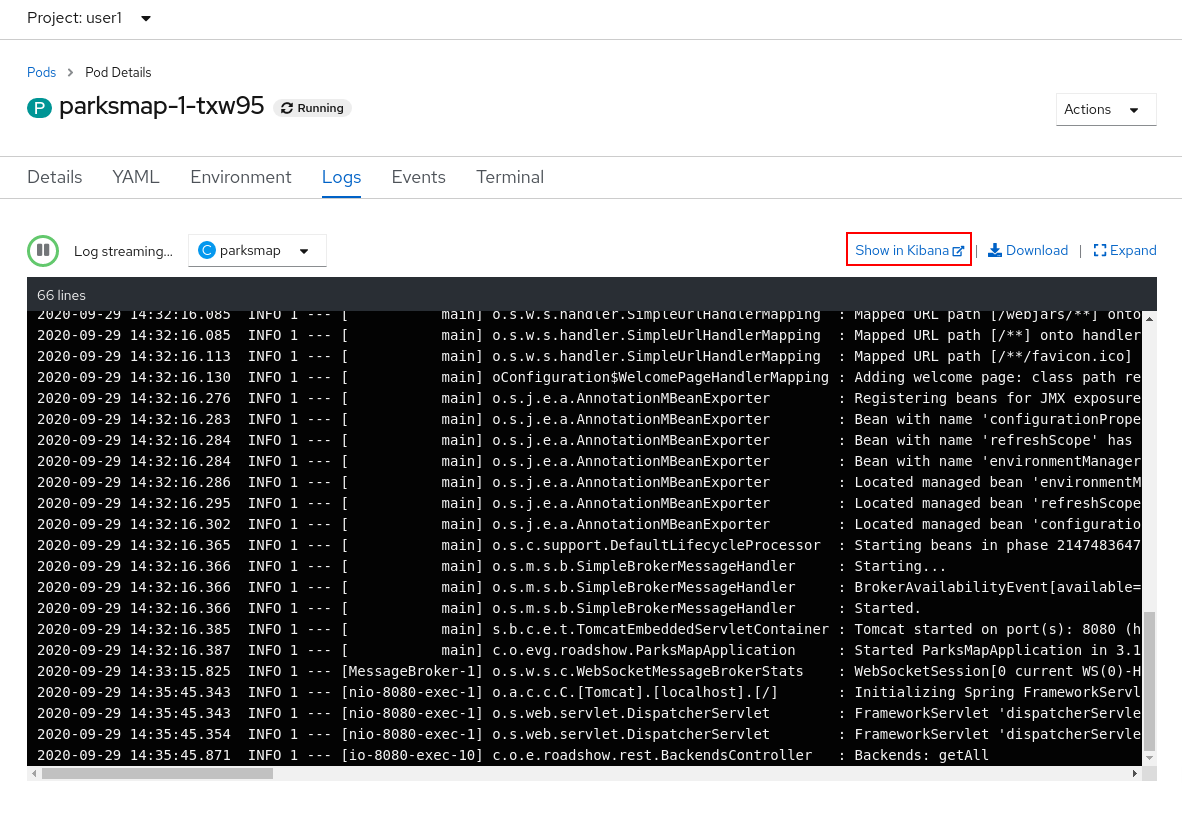 Project: user1
Pods > Pod Details
P parksmap-1-txw95 Running
Actions
Details YAML Environment Logs Events Terminal
Log streaming... C parksmap Show in Kibana | Download | Expand
66 lines
2020-09-29 14:32:16.085  INFO 1 --- [           main] o.s.w.s.handler.SimpleUrlHandlerMapping  : Mapped URL path [/webjars/**] onto
2020-09-29 14:32:16.085  INFO 1 --- [           main] o.s.w.s.handler.SimpleUrlHandlerMapping  : Mapped URL path [/**] onto handler
2020-09-29 14:32:16.113  INFO 1 --- [           main] o.s.w.s.handler.SimpleUrlHandlerMapping  : Mapped URL path [/**/favicon.ico]
2020-09-29 14:32:16.130  INFO 1 --- [           main] oConfiguration$WelcomePageHandlerMapping : Adding welcome page: class path re
2020-09-29 14:32:16.276  INFO 1 --- [           main] o.s.j.e.a.AnnotationMBeanExporter        : Registering beans for JMX exposure
2020-09-29 14:32:16.283  INFO 1 --- [           main] o.s.j.e.a.AnnotationMBeanExporter        : Bean with name 'configurationPrope
2020-09-29 14:32:16.284  INFO 1 --- [           main] o.s.j.e.a.AnnotationMBeanExporter        : Bean with name 'refreshScope' has
2020-09-29 14:32:16.284  INFO 1 --- [           main] o.s.j.e.a.AnnotationMBeanExporter        : Bean with name 'environmentManager
2020-09-29 14:32:16.286  INFO 1 --- [           main] o.s.j.e.a.AnnotationMBeanExporter        : Located managed bean 'environmentM
2020-09-29 14:32:16.295  INFO 1 --- [           main] o.s.j.e.a.AnnotationMBeanExporter        : Located managed bean 'refreshScope
2020-09-29 14:32:16.302  INFO 1 --- [           main] o.s.j.e.a.AnnotationMBeanExporter        : Located managed bean 'configuratio
2020-09-29 14:32:16.365  INFO 1 --- [           main] o.s.c.support.DefaultLifecycleProcessor  : Starting beans in phase 2147483647
2020-09-29 14:32:16.366  INFO 1 --- [           main] o.s.m.s.b.SimpleBrokerMessageHandler     : Starting...
2020-09-29 14:32:16.366  INFO 1 --- [           main] o.s.m.s.b.SimpleBrokerMessageHandler     : BrokerAvailabilityEvent[available=
2020-09-29 14:32:16.366  INFO 1 --- [           main] o.s.m.s.b.SimpleBrokerMessageHandler     : Started.
2020-09-29 14:32:16.385  INFO 1 --- [           main] s.b.c.e.t.TomcatEmbeddedServletContainer : Tomcat started on port(s): 8080 (h
2020-09-29 14:32:16.387  INFO 1 --- [           main] c.o.evg.roadshow.ParksMapApplication     : Started ParksMapApplication in 3.1
2020-09-29 14:33:15.825  INFO 1 --- [MessageBroker-1] o.s.w.s.c.WebSocketMessageBrokerStats    : WebSocketSession[0 current WS(0)-H
2020-09-29 14:35:45.343  INFO 1 --- [nio-8080-exec-1] o.a.c.c.C.[Tomcat].[localhost].[/]       : Initializing Spring FrameworkServl
2020-09-29 14:35:45.343  INFO 1 --- [nio-8080-exec-1] o.s.web.servlet.DispatcherServlet        : FrameworkServlet 'dispatcherServle
2020-09-29 14:35:45.354  INFO 1 --- [nio-8080-exec-1] o.s.web.servlet.DispatcherServlet        : FrameworkServlet 'dispatcherServle
2020-09-29 14:35:45.871  INFO 1 --- [io-8080-exec-10] c.o.e.roadshow.rest.BackendsController   : Backends: getAll